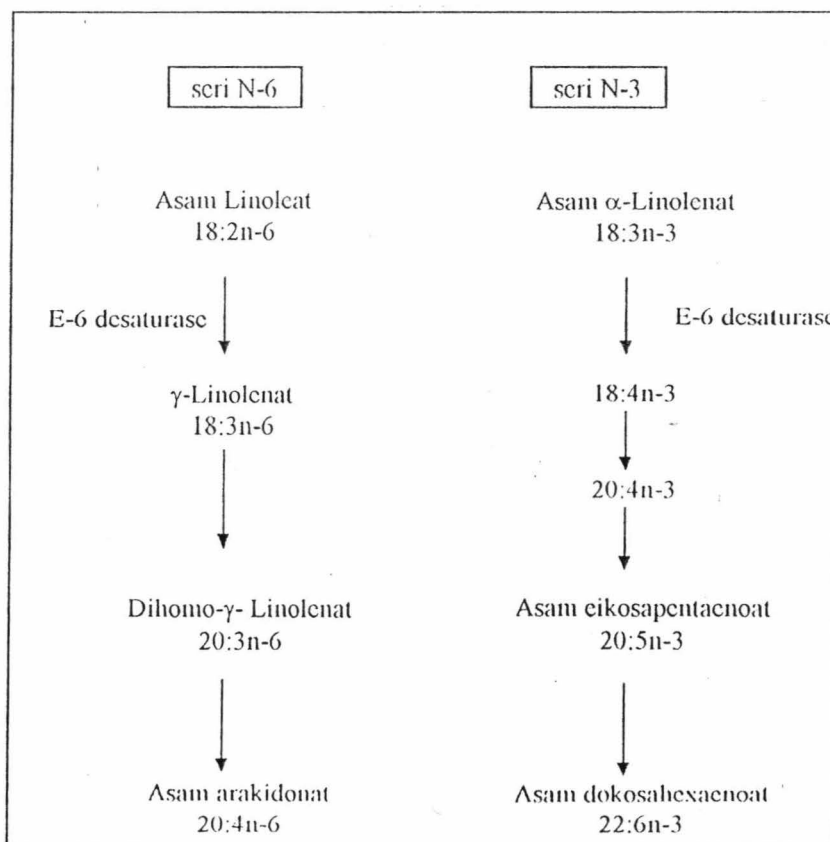 seri N-6
seri N-3
Asam Linoleat
18:2n-6
Asam α-Linolenat
18:3n-3
E-6 desaturase
E-6 desaturase
γ-Linolenat
18:3n-6
18:4n-3
20:4n-3
Dihomo-γ- Linolenat
20:3n-6
Asam eikosapentaenoat
20:5n-3
Asam arakidonat
20:4n-6
Asam dokosahexaenoat
22:6n-3